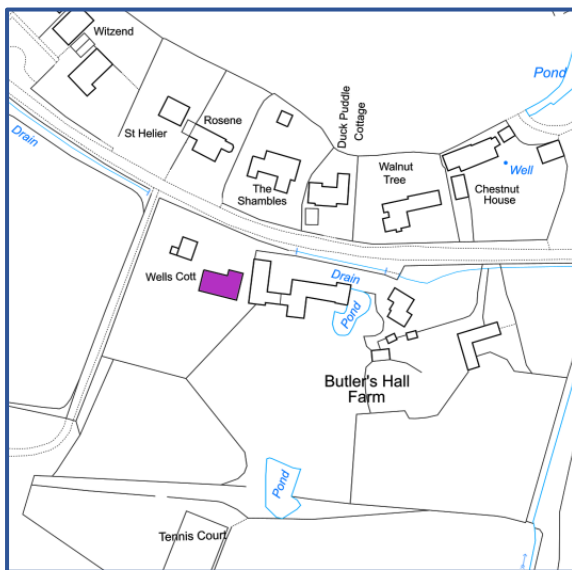 Witzend
Pond
Drain
St Helier
Rosene
Duck Puddle
Cottage
The
Shambles
Walnut
Tree
Well
Chestnut
House
Wells Cott
Drain
Pond
Butler's Hall
Farm
Pond
Tennis Court